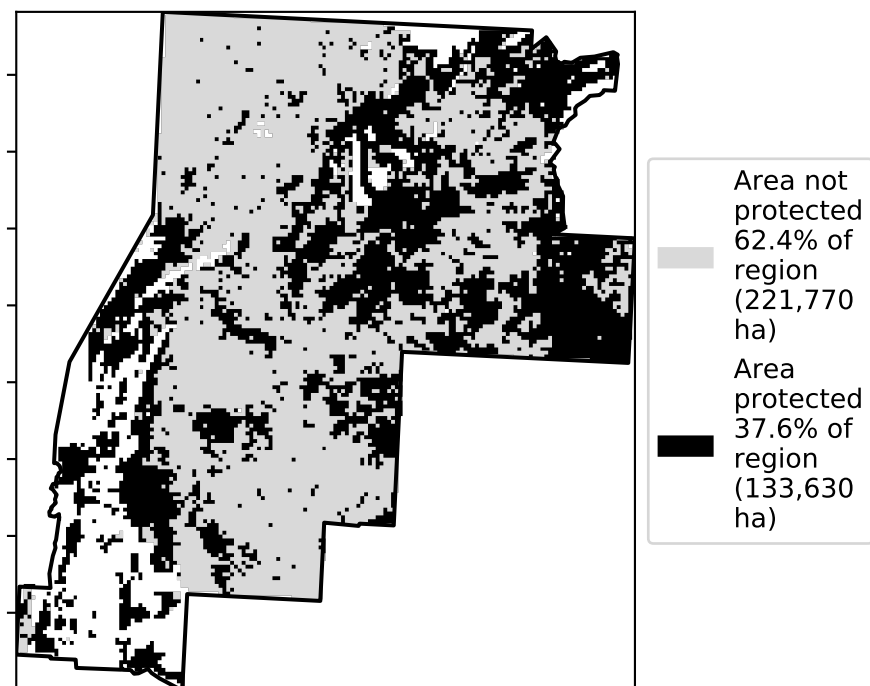 Area not
protected
62.4% of
region
(221,770
ha)
Area
protected
37.6% of
region
(133,630
ha)